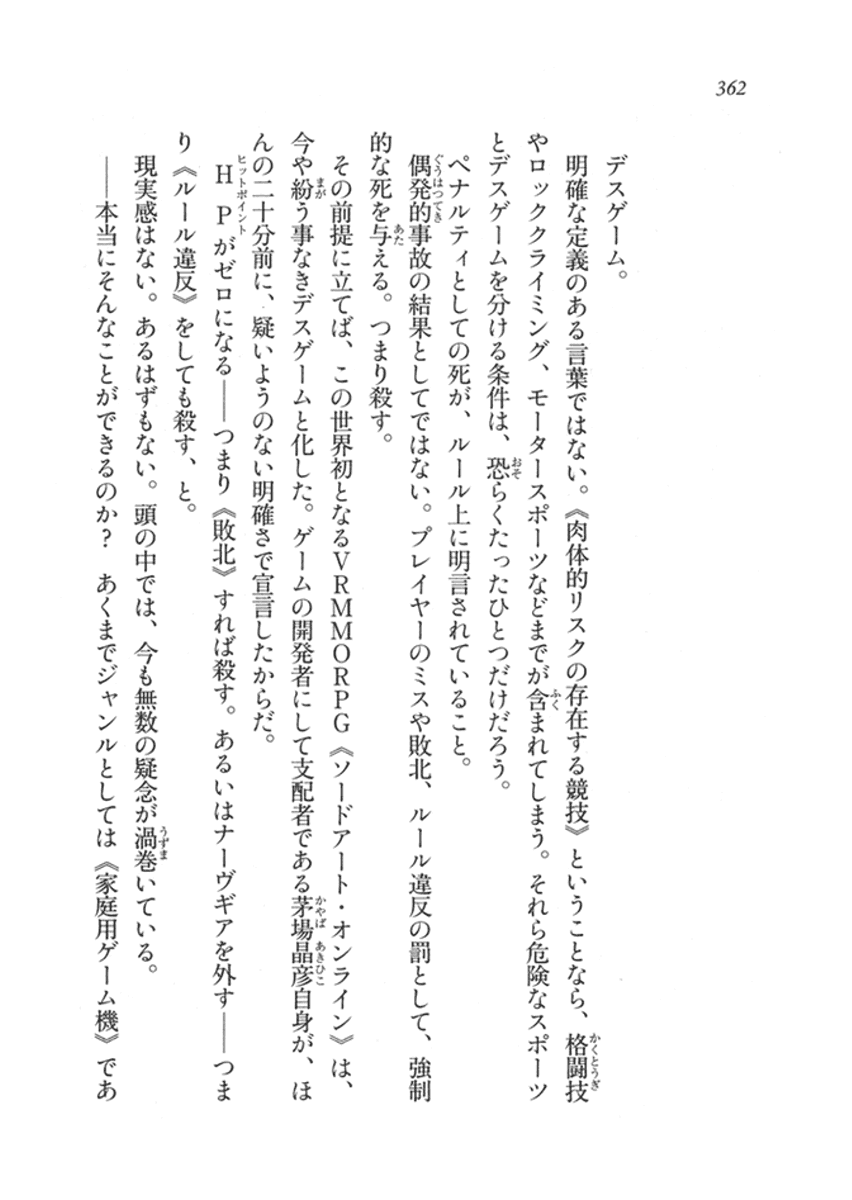 362
デスゲーム。
明確な定義のある言葉ではない。《肉体的リスクの存在する競技》ということなら、格闘技
やロッククライミング、モータースポーツなどまでが含まれてしまう。それら危険なスポーツ
とデスゲームを分ける条件は、恐らくたったひとつだけだろう。
ペナルティとしての死が、ルール上に明言されていること。
偶発的事故の結果としてではない。プレイヤーのミスや敗北、ルール違反の罰として、強制
的な死を与える。つまり殺す。
その前提に立てば、この世界初となるVRMMORPG《ソードアート・オンライン》は、
今や紛う事なきデスゲームと化した。ゲームの開発者にして支配者である茅場晶彦自身が、ほ
んの二十分前に、疑いようのない明確さで宣言したからだ。
HPがゼロになる――つまり《敗北》すれば殺す。あるいはナーヴギアを外す――つま
り《ルール違反》をしても殺す、と。
現実感はない。あるはずもない。頭の中では、今も無数の疑念が渦巻いている。
――本当にそんなことができるのか?　あくまでジャンルとしては《家庭用ゲーム機》であ